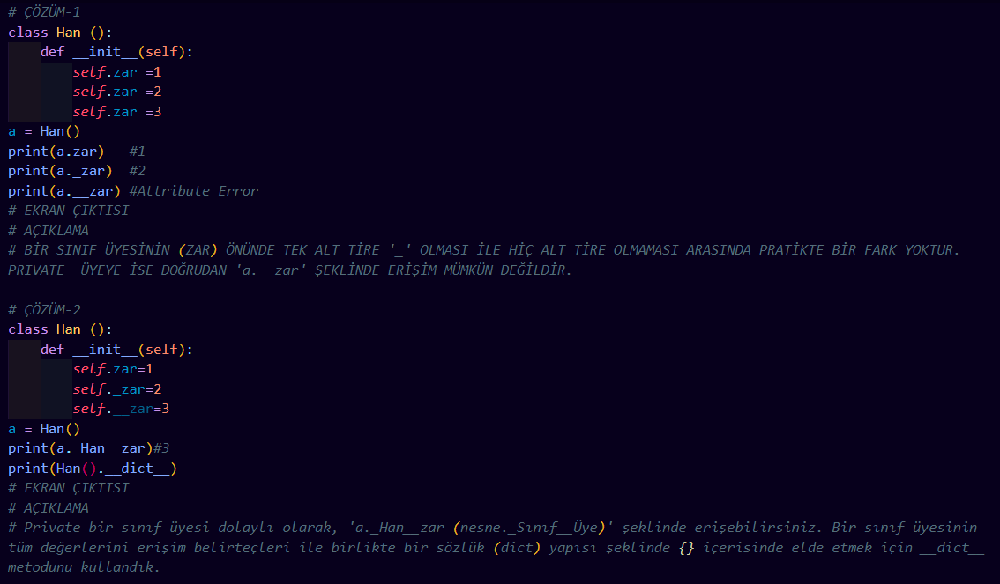 # ÇÖZÜM-1
class Han ():
    def __init__(self):
        self.zar =1
        self.zar =2
        self.zar =3
a = Han()
print(a.zar)   #1
print(a._zar)  #2
print(a.__zar) #Attribute Error
# EKRAN ÇIKTISI
# AÇIKLAMA
# BİR SINIF ÜYESİNİN (ZAR) ÖNÜNDE TEK ALT TİRE '_' OLMASI İLE HİÇ ALT TİRE OLMAMASI ARASINDA PRATİKTE BİR FARK YOKTUR.
PRIVATE  ÜYEYE İSE DOĞRUDAN 'a.__zar' ŞEKLİNDE ERİŞİM MÜMKÜN DEĞİLDİR.

# ÇÖZÜM-2
class Han ():
    def __init__(self):
        self.zar=1
        self._zar=2
        self.__zar=3
a = Han()
print(a._Han__zar)#3
print(Han().__dict__)
# EKRAN ÇIKTISI
# AÇIKLAMA
# Private bir sınıf üyesi dolaylı olarak, 'a._Han__zar (nesne._Sınıf__Üye)' şeklinde erişebilirsiniz. Bir sınıf üyesinin
tüm değerlerini erişim belirteçleri ile birlikte bir sözlük (dict) yapısı şeklinde {} içerisinde elde etmek için __dict__
metodunu kullandık.